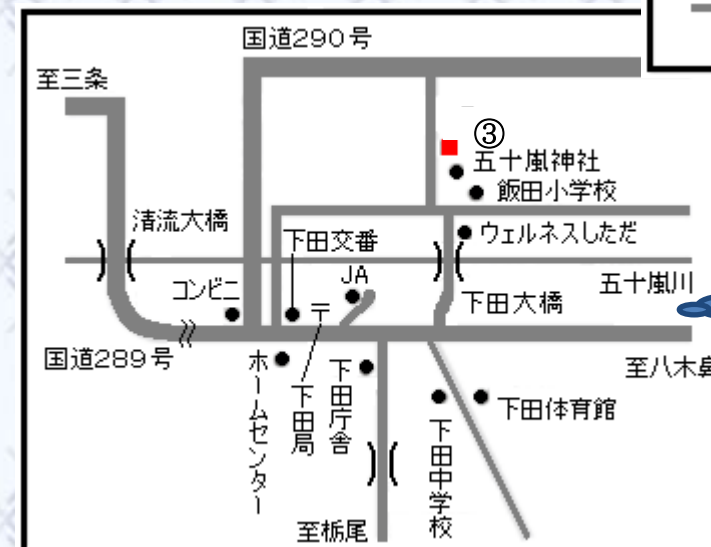 国道290号
至三条
③
五十嵐神社
飯田小学校
清流大橋
下田交番
ウェルネスしただ
コンビニ
JA
〒
下田大橋
五十嵐川
国道289号
ホームセンター
下田局
下田庁舎
至八木鼻
下田体育館
下田中学校
至栃尾